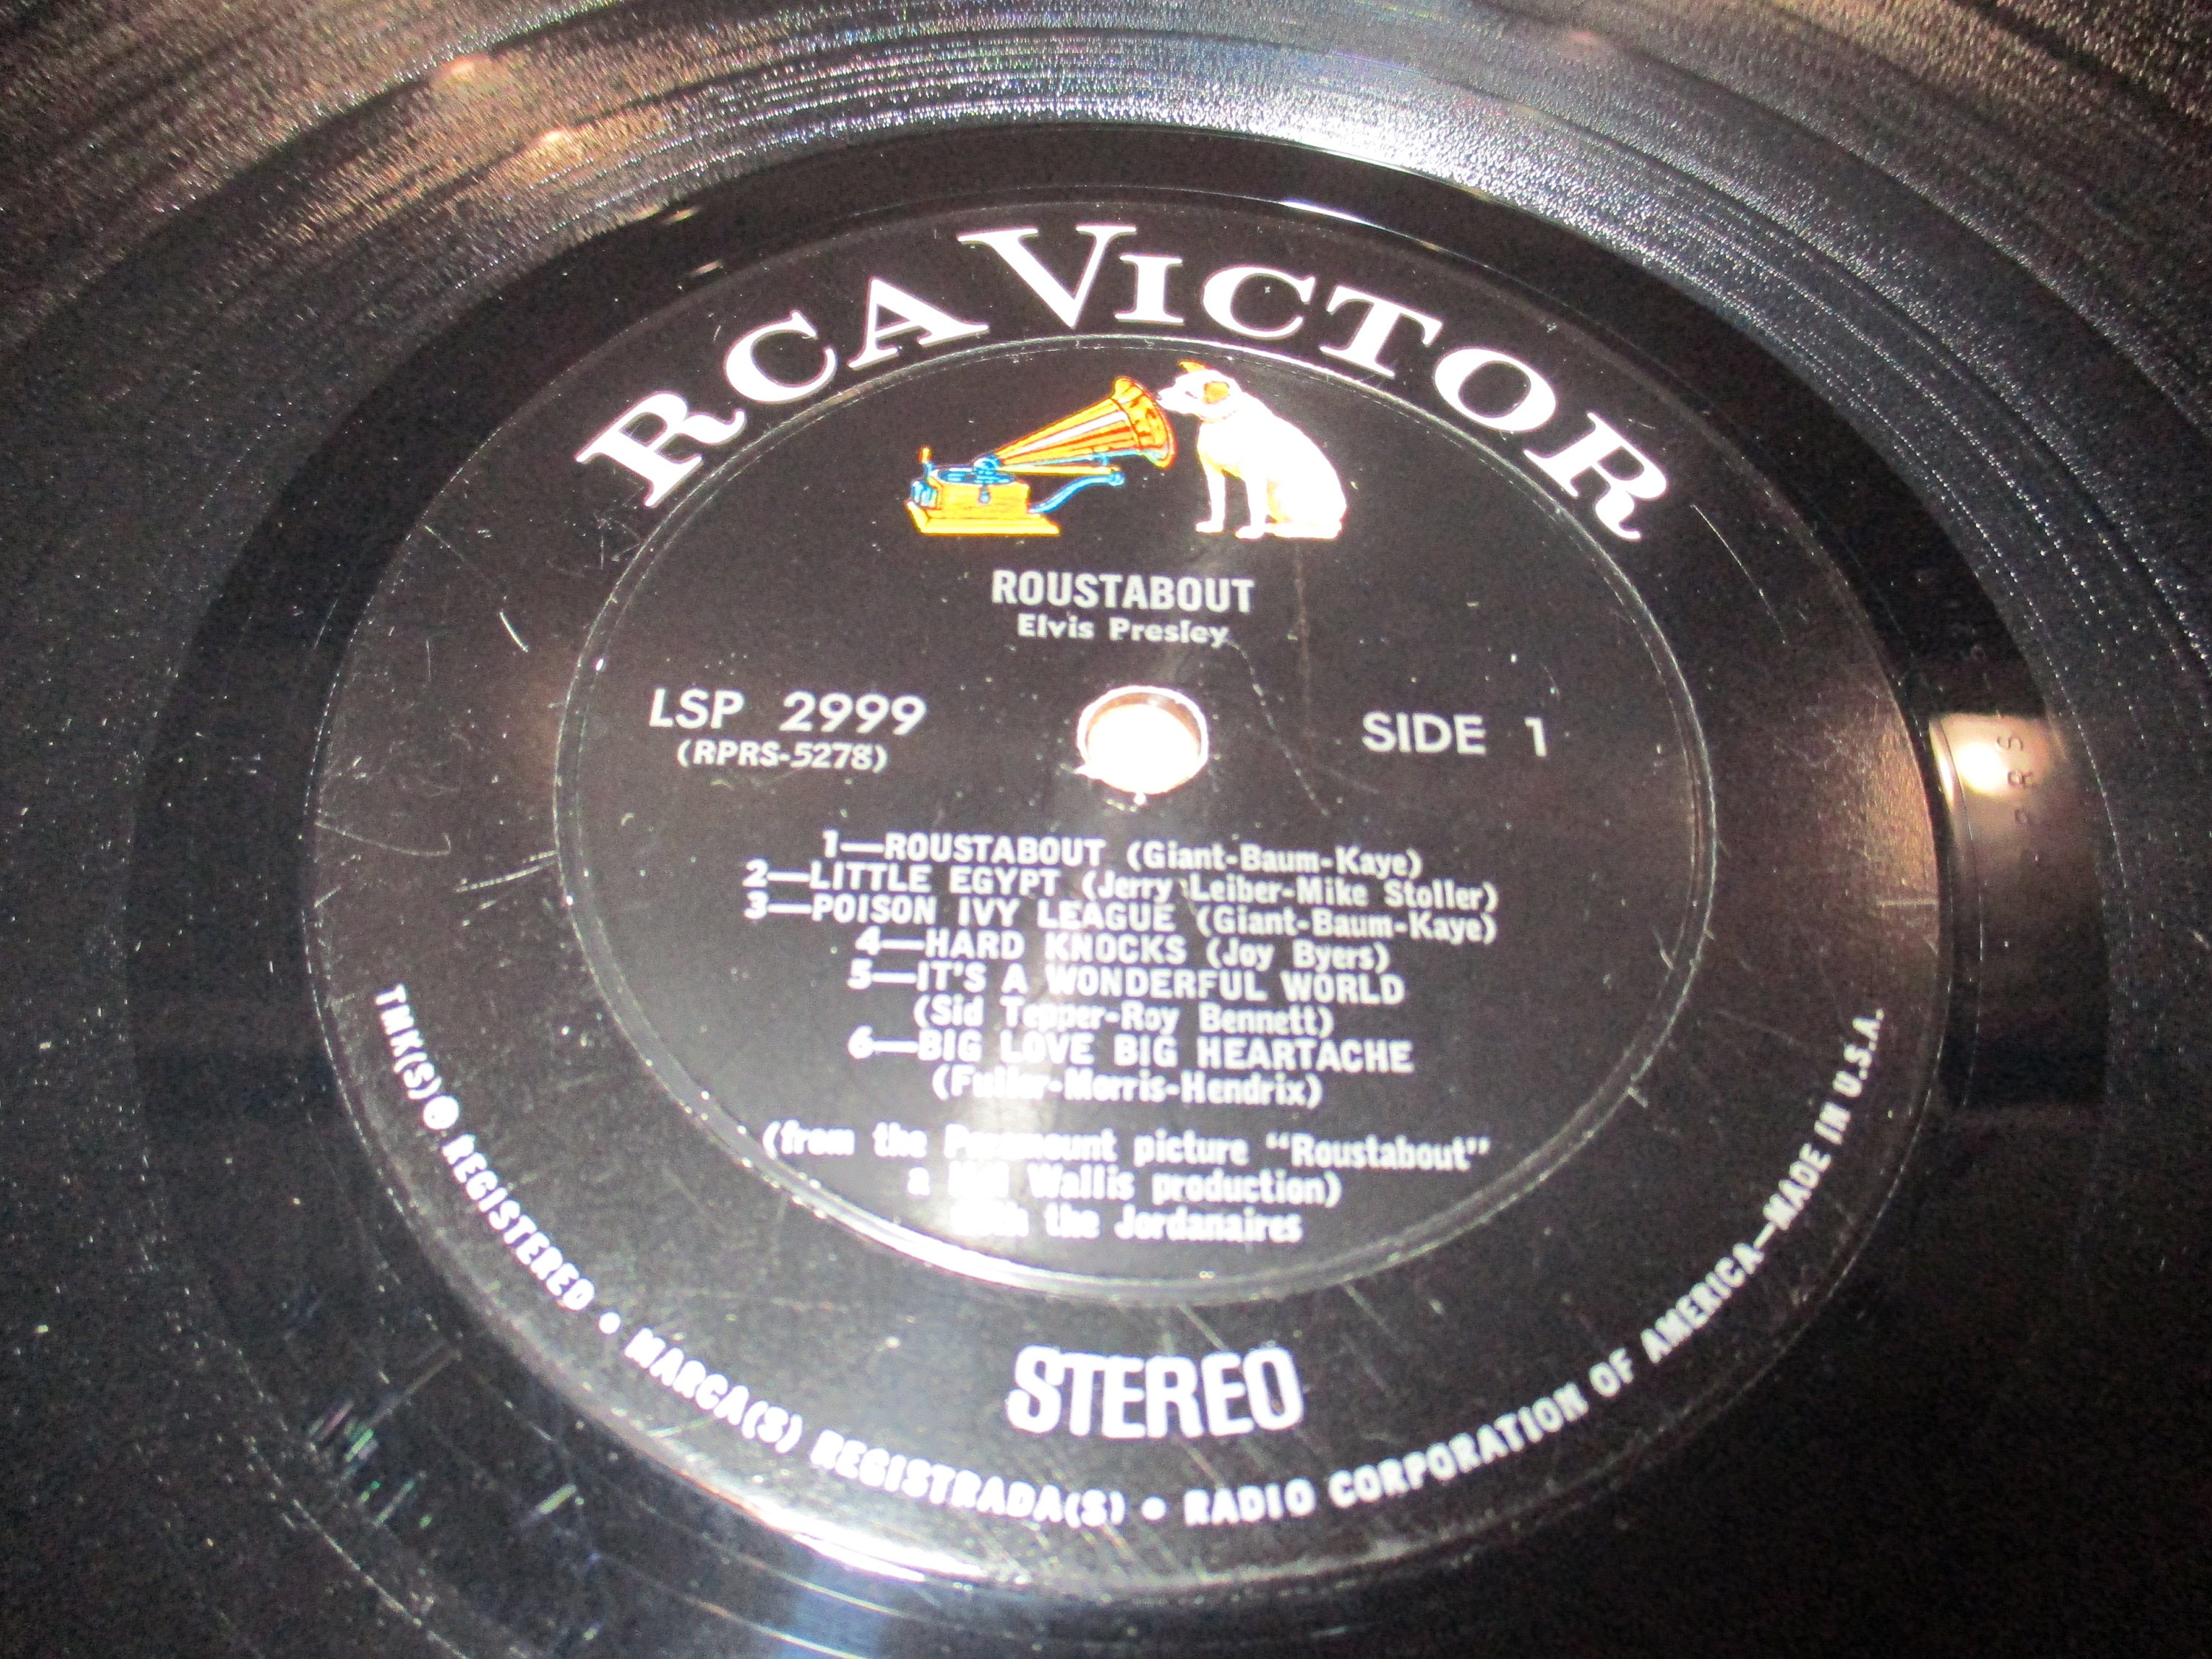 RCA VICTOR
ROUSTABOUT
Elvis Presley
LSP 2999
(RPRS-5278)
SIDE 1
1—ROUSTABOUT (Giant-Baum-Kaye)
2—LITTLE EGYPT (Jerry Leiber-Mike Stoller)
3—POISON IVY LEAGUE (Giant-Baum-Kaye)
4—HARD KNOCKS (Joy Byers)
5—IT'S A WONDERFUL WORLD
(Sid Tepper-Roy Bennett)
6—BIG LOVE BIG HEARTACHE
(Fuller-Morris-Hendrix)
(from the Paramount picture "Roustabout"
a Hal Wallis production)
with the Jordanaires
STEREO
TMK(S) ® REGISTERED • MARCA(S) REGISTRADA(S) • RADIO CORPORATION OF AMERICA—MADE IN U.S.A.